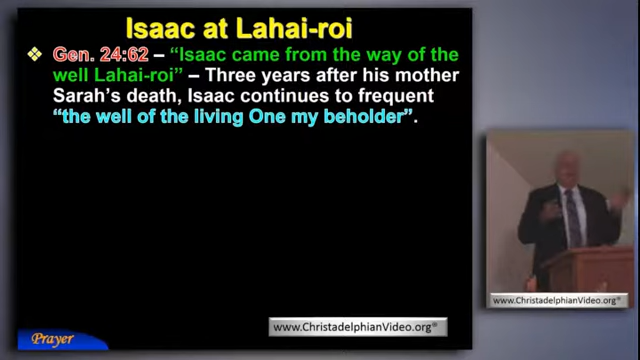 Isaac at Lahai-roi
❖ Gen. 24:62 – “Isaac came from the way of the
well Lahai-roi” – Three years after his mother
Sarah’s death, Isaac continues to frequent
“the well of the living One my beholder”.
www.ChristadelphianVideo.org®
Prayer
www.ChristadelphianVideo.org®